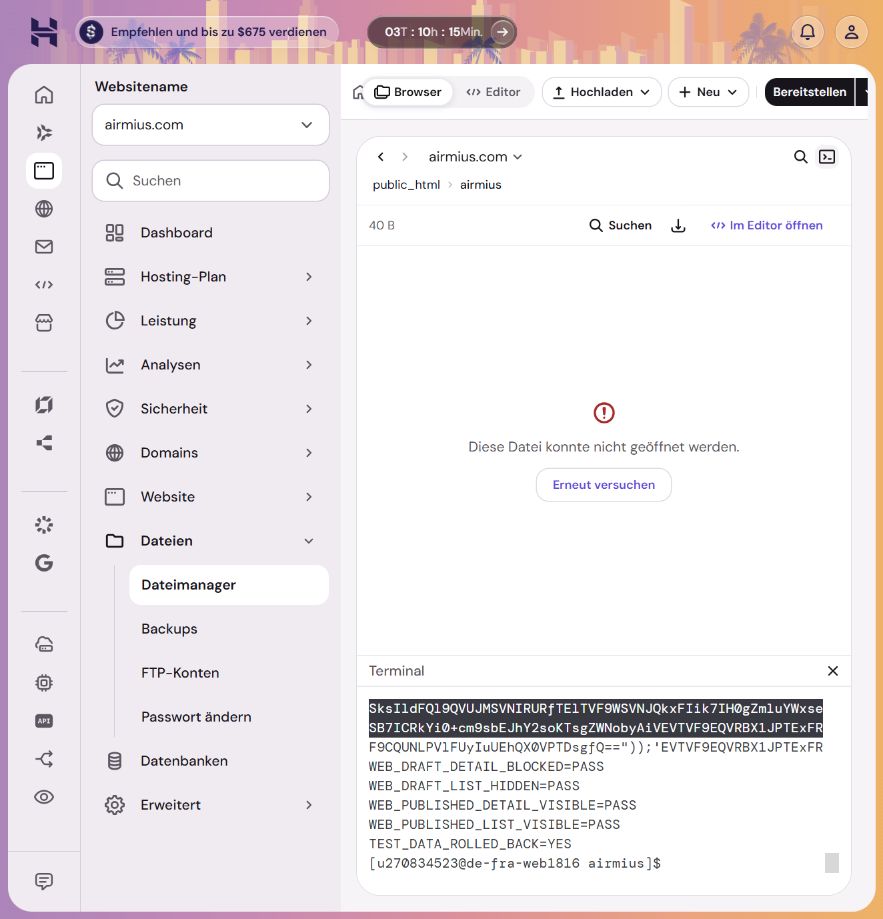 Empfehlen und bis zu $675 verdienen
03T : 10h : 15Min.
Websitename
airmius.com
Suchen
Dashboard
Hosting-Plan
Leistung
Analysen
Sicherheit
Domains
Website
Dateien
Dateimanager
Backups
FTP-Konten
Passwort ändern
Datenbanken
Erweitert
API
Browser
Editor
Hochladen
Neu
Bereitstellen
airmius.com
public_html > airmius
40 B
Suchen
Im Editor öffnen
Diese Datei konnte nicht geöffnet werden.
Erneut versuchen
Terminal
SksIldFQl9QVUJMSVNIRURfTElTVF9WSVNJQkxFIik7IH0gZmluYWxse
SB7ICRkYi0+cm9sbEJhY2soKTsgZWNobyAiVEVTVF9EQVRBX1JPTExFR
F9CQUNLPVlFUyIuUEhQX0VPTDsgfQ=="));'EVTVF9EQVRBX1JPTExFR
WEB_DRAFT_DETAIL_BLOCKED=PASS
WEB_DRAFT_LIST_HIDDEN=PASS
WEB_PUBLISHED_DETAIL_VISIBLE=PASS
WEB_PUBLISHED_LIST_VISIBLE=PASS
TEST_DATA_ROLLED_BACK=YES
[u270834523@de-fra-web1816 airmius]$